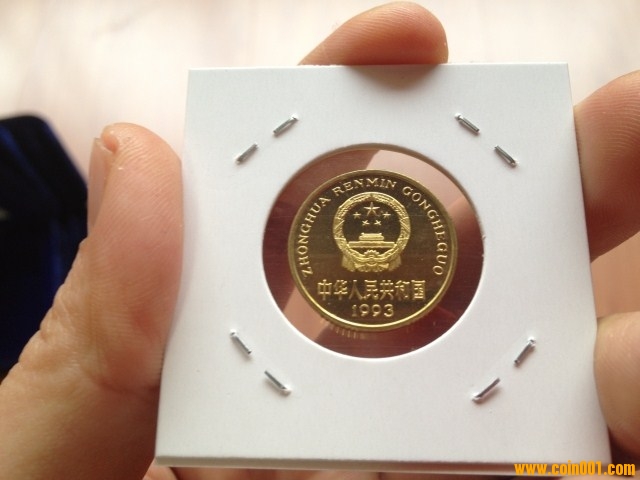 ZHONGHUA RENMIN GONGHEGUO
中华人民共和国
1993
www.coin001.com